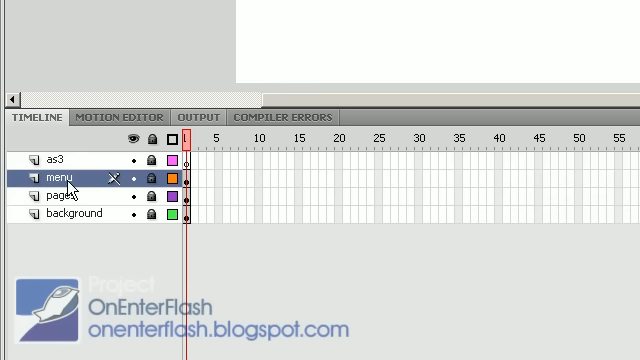 TIMELINE MOTION EDITOR OUTPUT COMPILER ERRORS
1 5 10 15 20 25 30 35 40 45 50 55
as3
menu
pages
background
Project
OnEnterFlash
onenterflash.blogspot.com